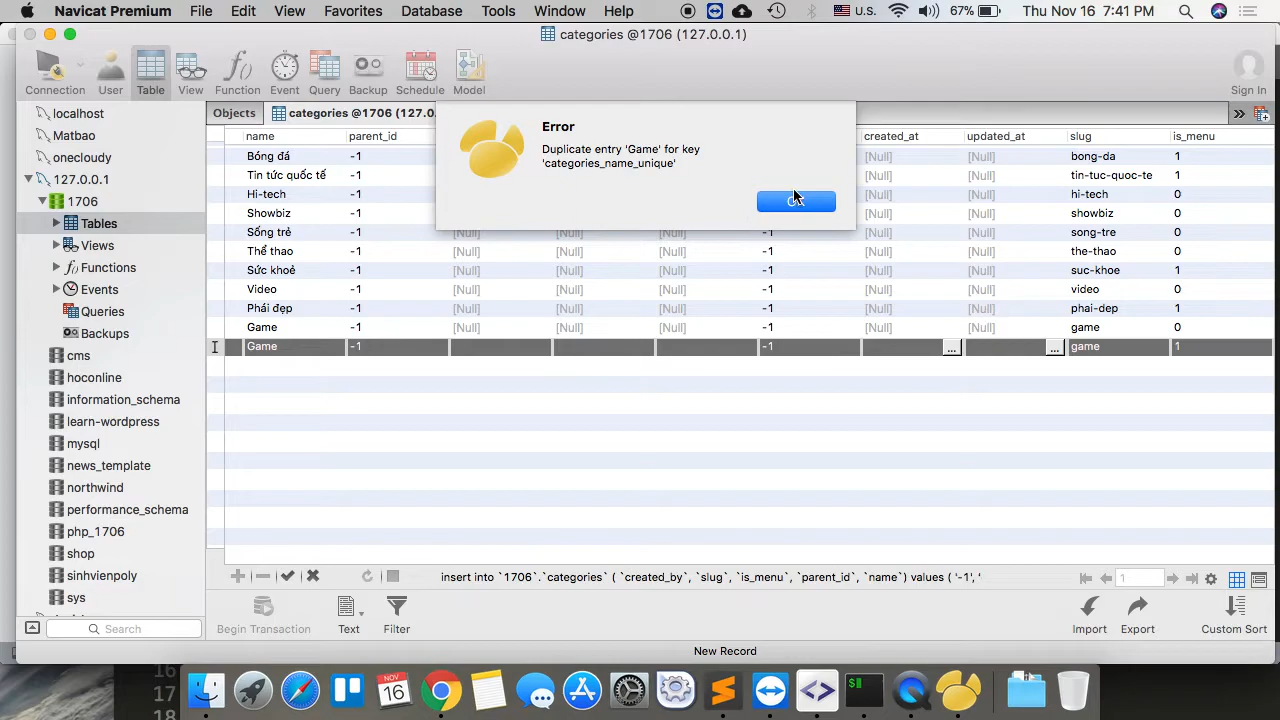 Navicat Premium File Edit View Favorites Database Tools Window Help U.S. 67% Thu Nov 16 7:41 PM
categories @1706 (127.0.0.1)
Connection User Table View Function Event Query Backup Schedule Model Sign In
localhost
Matbao
onecloudy
127.0.0.1
1706
Tables
Views
Functions
Events
Queries
Backups
cms
hoconline
information_schema
learn-wordpress
mysql
news_template
northwind
performance_schema
php_1706
shop
sinhvienpoly
sys
Search
Objects categories @1706 (127.0.
Error
Duplicate entry 'Game' for key
'categories_name_unique'
name parent_id created_at updated_at slug is_menu
Bóng đá -1 [Null] [Null] bong-da 1
Tin tức quốc tế -1 [Null] [Null] tin-tuc-quoc-te 1
Hi-tech -1 [Null] [Null] hi-tech 0
Showbiz -1 [Null] [Null] showbiz 0
Sống trẻ -1 [Null] [Null] [Null] -1 [Null] [Null] song-tre 0
Thể thao -1 [Null] [Null] [Null] -1 [Null] [Null] the-thao 0
Sức khoẻ -1 [Null] [Null] [Null] -1 [Null] [Null] suc-khoe 1
Video -1 [Null] [Null] [Null] -1 [Null] [Null] video 0
Phái đẹp -1 [Null] [Null] [Null] -1 [Null] [Null] phai-dep 1
Game -1 [Null] [Null] [Null] -1 [Null] [Null] game 0
Game -1 -1 ... ... game 1
insert into `1706`.`categories` ( `created_by`, `slug`, `is_menu`, `parent_id`, `name`) values ( '-1', '
1
Begin Transaction Text Filter Import Export Custom Sort
New Record
16
17
18
NOV
16
$